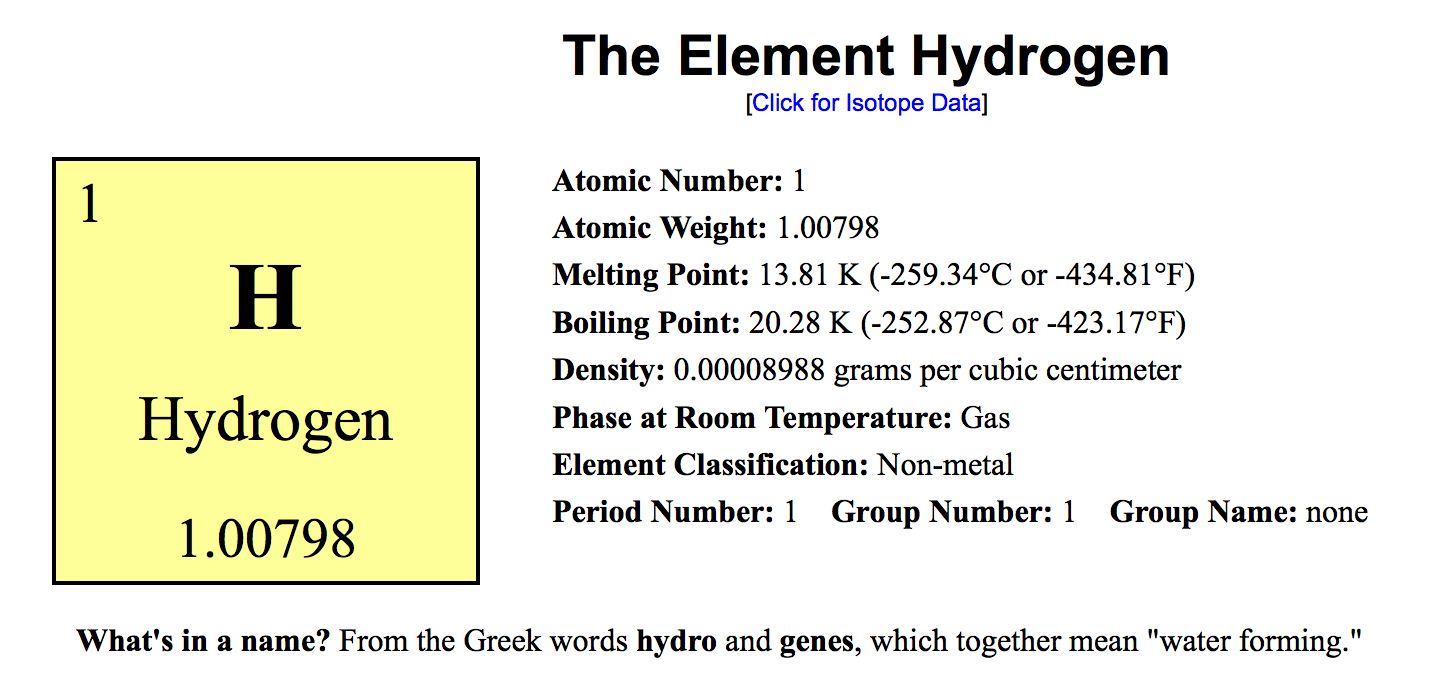 The Element Hydrogen
[Click for Isotope Data]
1
H
Hydrogen
1.00798
Atomic Number: 1
Atomic Weight: 1.00798
Melting Point: 13.81 K (-259.34°C or -434.81°F)
Boiling Point: 20.28 K (-252.87°C or -423.17°F)
Density: 0.00008988 grams per cubic centimeter
Phase at Room Temperature: Gas
Element Classification: Non-metal
Period Number: 1 Group Number: 1 Group Name: none
What's in a name? From the Greek words hydro and genes, which together mean "water forming."